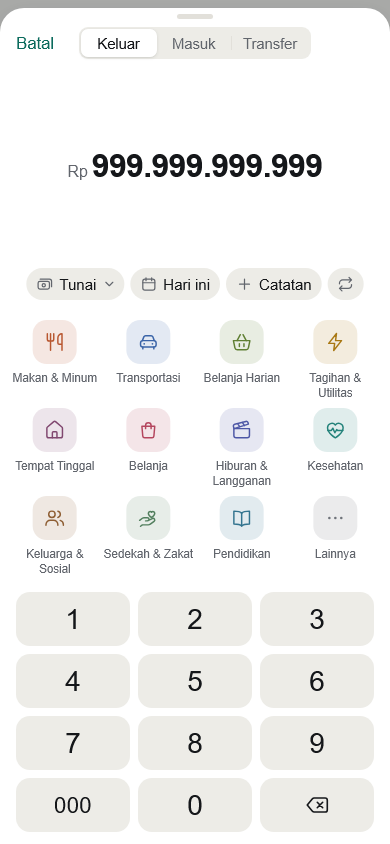 Batal
Keluar
Masuk
Transfer
Rp 999.999.999.999
Tunai
Hari ini
Catatan
Makan & Minum
Transportasi
Belanja Harian
Tagihan &
Utilitas
Tempat Tinggal
Belanja
Hiburan &
Langganan
Kesehatan
Keluarga &
Sosial
Sedekah & Zakat
Pendidikan
Lainnya
1
2
3
4
5
6
7
8
9
000
0